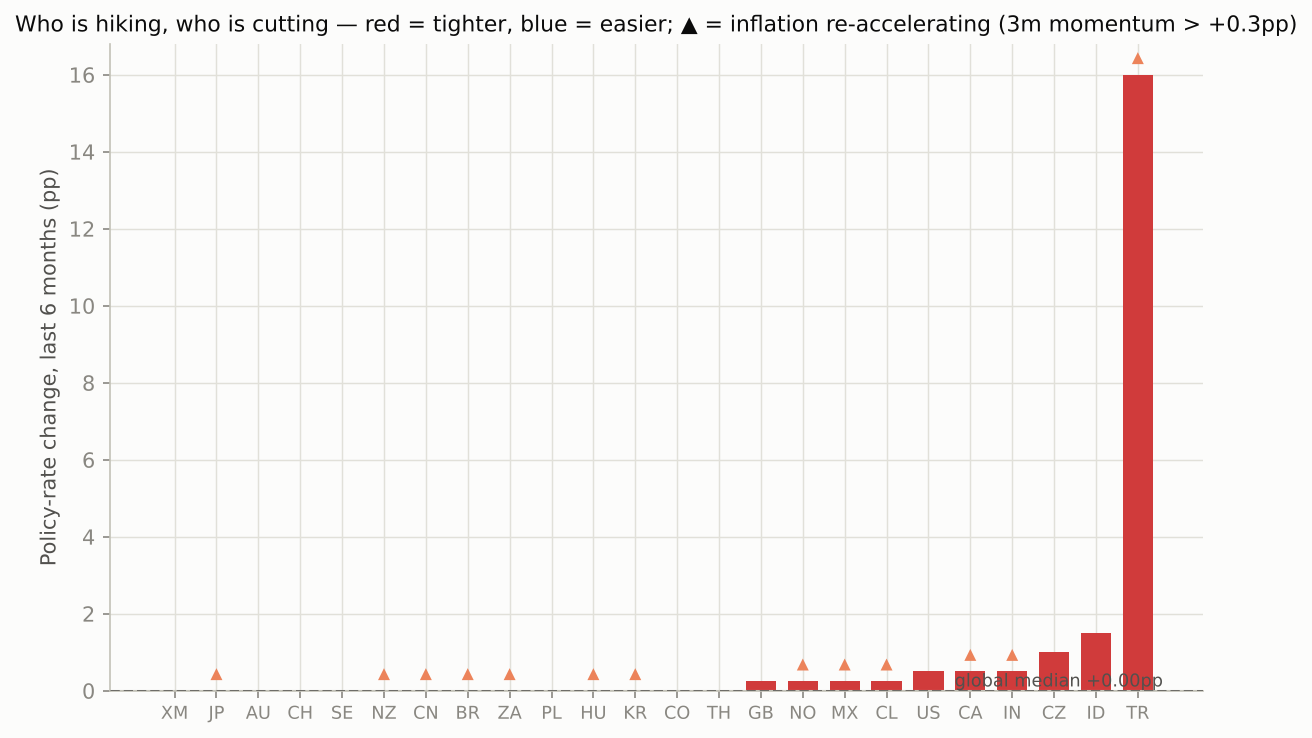 Who is hiking, who is cutting — red = tighter, blue = easier; ▲ = inflation re-accelerating (3m momentum > +0.3pp)
Policy-rate change, last 6 months (pp)
16
14
12
10
8
6
4
2
0
global median +0.00pp
XM JP AU CH SE NZ CN BR ZA PL HU KR CO TH GB NO MX CL US CA IN CZ ID TR